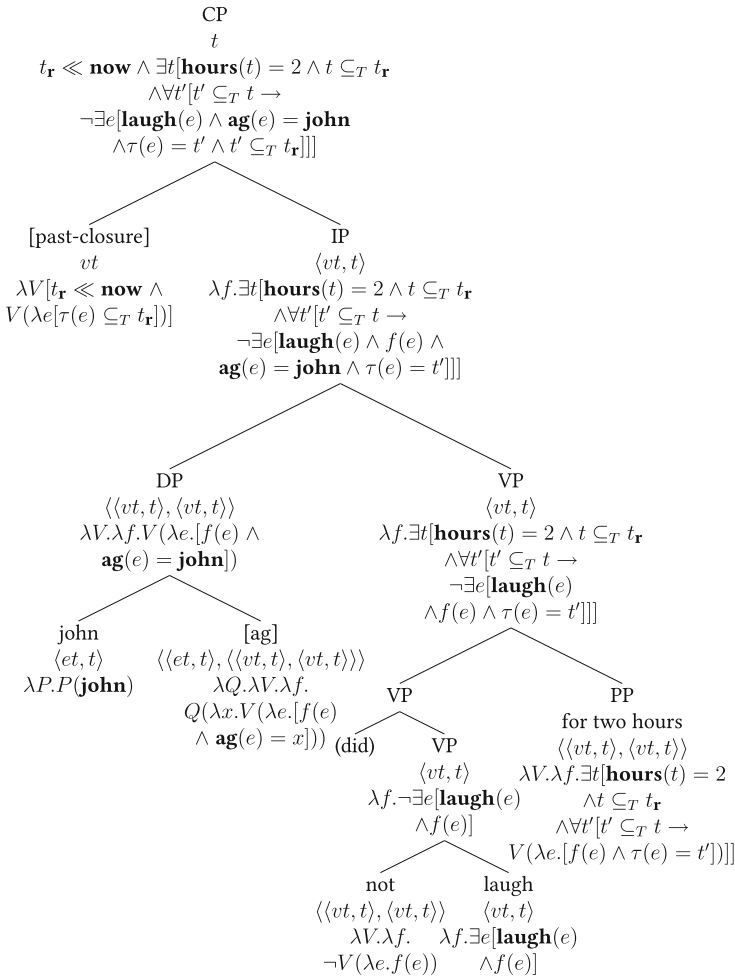 CP
t
t_r ≪ now ∧ ∃t[hours(t) = 2 ∧ t ⊆_T t_r
∧∀t′[t′ ⊆_T t →
¬∃e[laugh(e) ∧ ag(e) = john
∧τ(e) = t′ ∧ t′ ⊆_T t_r]]]
[past-closure]
vt
λV[t_r ≪ now ∧
V(λe[τ(e) ⊆_T t_r])]
IP
⟨vt, t⟩
λf.∃t[hours(t) = 2 ∧ t ⊆_T t_r
∧∀t′[t′ ⊆_T t →
¬∃e[laugh(e) ∧ f(e) ∧
ag(e) = john ∧ τ(e) = t′]]]
DP
⟨⟨vt, t⟩, ⟨vt, t⟩⟩
λV.λf.V(λe.[f(e) ∧
ag(e) = john])
VP
⟨vt, t⟩
λf.∃t[hours(t) = 2 ∧ t ⊆_T t_r
∧∀t′[t′ ⊆_T t →
¬∃e[laugh(e)
∧f(e) ∧ τ(e) = t′]]]
john
⟨et, t⟩
λP.P(john)
[ag]
⟨⟨et, t⟩, ⟨⟨vt, t⟩, ⟨vt, t⟩⟩⟩
λQ.λV.λf.
Q(λx.V(λe.[f(e)
∧ ag(e) = x]))
VP
(did)
VP
⟨vt, t⟩
λf.¬∃e[laugh(e)
∧f(e)]
PP
for two hours
⟨⟨vt, t⟩, ⟨vt, t⟩⟩
λV.λf.∃t[hours(t) = 2
∧t ⊆_T t_r
∧∀t′[t′ ⊆_T t →
V(λe.[f(e) ∧ τ(e) = t′])]]
not
⟨⟨vt, t⟩, ⟨vt, t⟩⟩
λV.λf.
¬V(λe.f(e))
laugh
⟨vt, t⟩
λf.∃e[laugh(e)
∧f(e)]